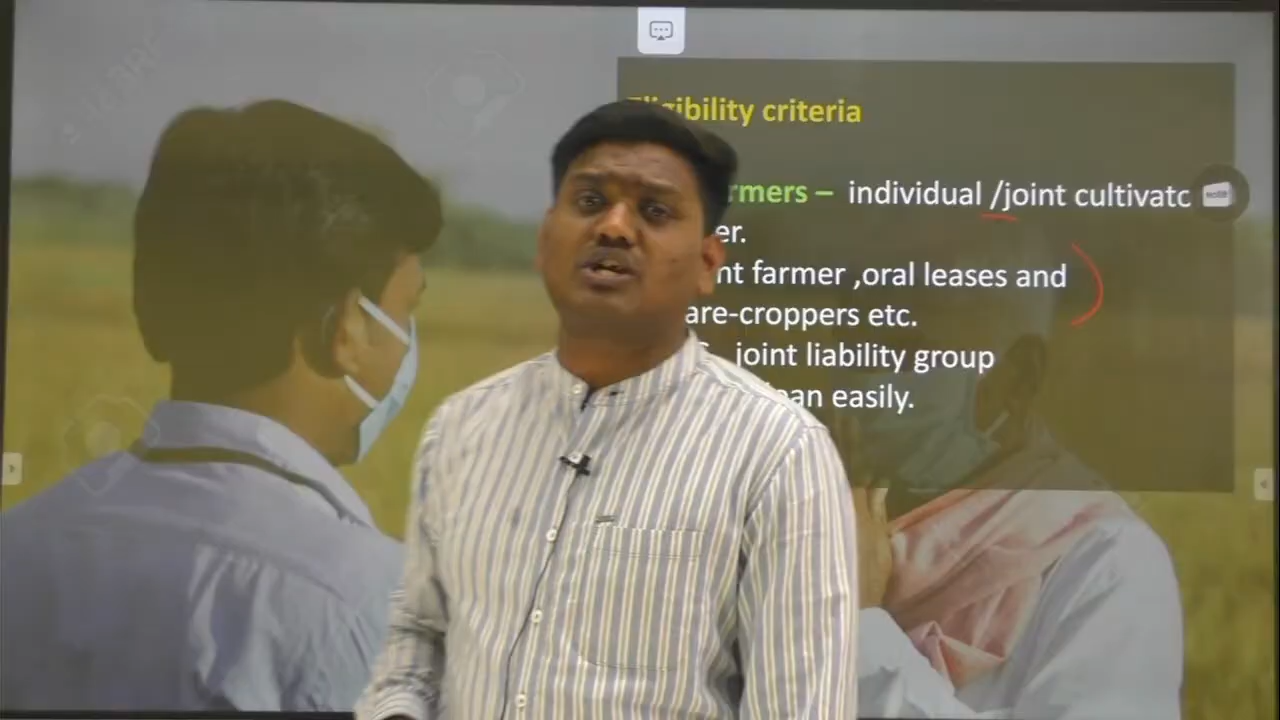 Eligibility criteria
rmers – individual /joint cultivatc
er.
nt farmer ,oral leases and
are-croppers etc.
joint liability group
an easily.